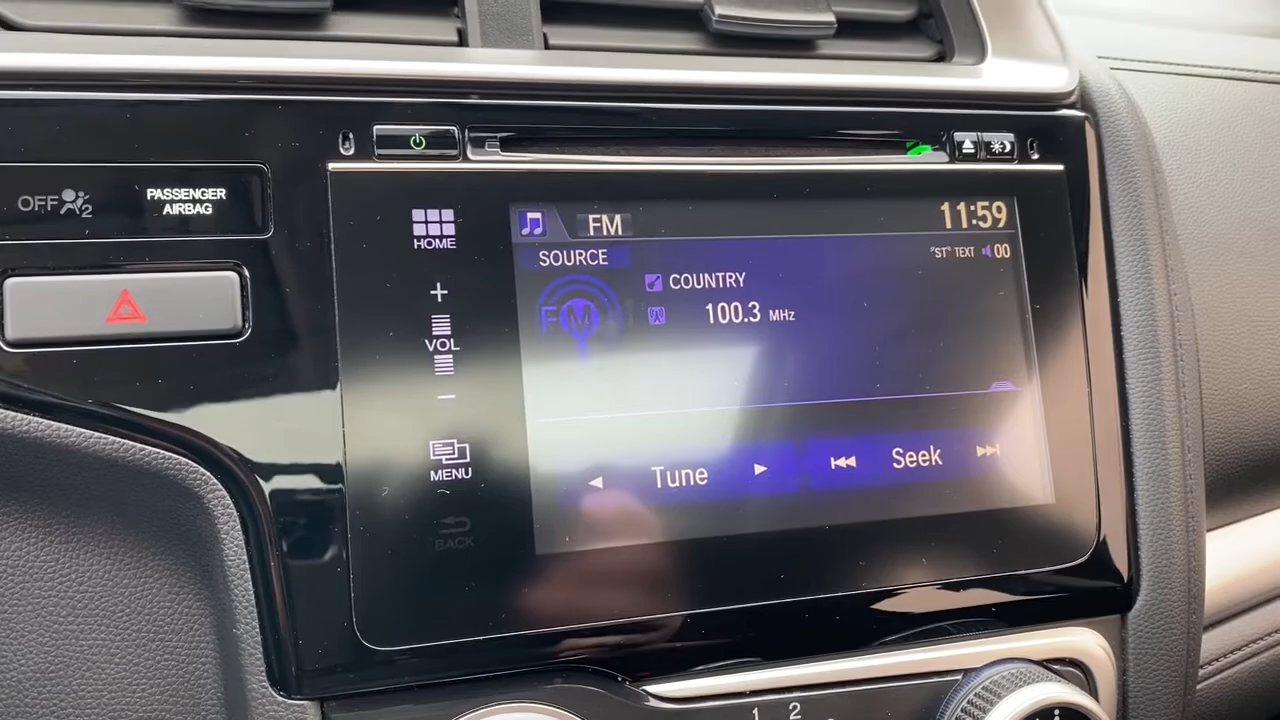 OFF 2
PASSENGER
AIRBAG
HOME
+
VOL
−
MENU
BACK
FM
11:59
SOURCE
"ST" TEXT 00
FM
COUNTRY
100.3 MHz
Tune
Seek
1 2